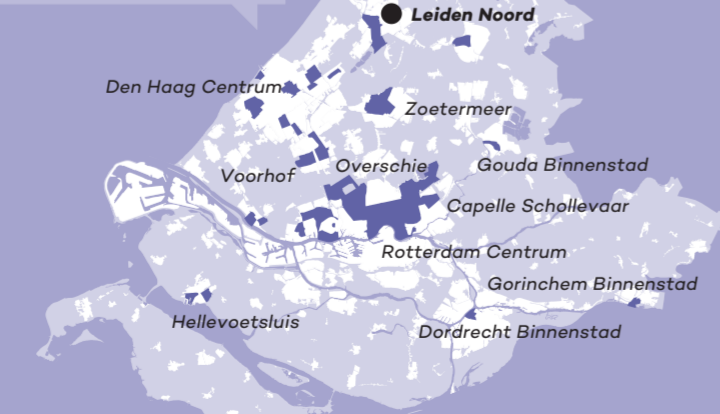 Leiden Noord
Den Haag Centrum
Zoetermeer
Voorhof
Overschie
Gouda Binnenstad
Capelle Schollevaar
Rotterdam Centrum
Gorinchem Binnenstad
Hellevoetsluis
Dordrecht Binnenstad